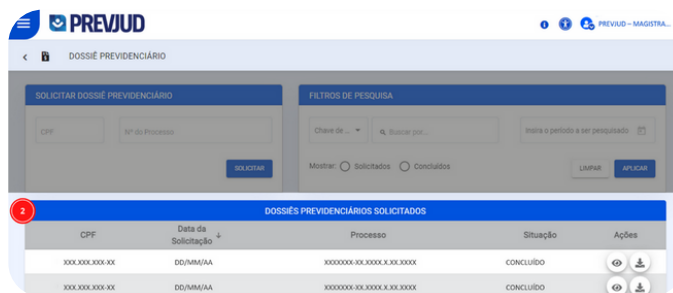 PREVJUD
PREVJUD – MAGISTRA...
DOSSIÊ PREVIDENCIÁRIO
SOLICITAR DOSSIÊ PREVIDENCIÁRIO
FILTROS DE PESQUISA
CPF
Nº do Processo
Chave de ...
Buscar por...
Insira o período a ser pesquisado
SOLICITAR
Mostrar: Solicitados Concluídos
LIMPAR
APLICAR
2
DOSSIÊS PREVIDENCIÁRIOS SOLICITADOS
CPF
Data da Solicitação
Processo
Situação
Ações
XXX.XXX.XXX-XX DD/MM/AA XXXXXXX-XX.XXXX.X.XX.XXXX CONCLUÍDO
XXX.XXX.XXX-XX DD/MM/AA XXXXXXX-XX.XXXX.X.XX.XXXX CONCLUÍDO